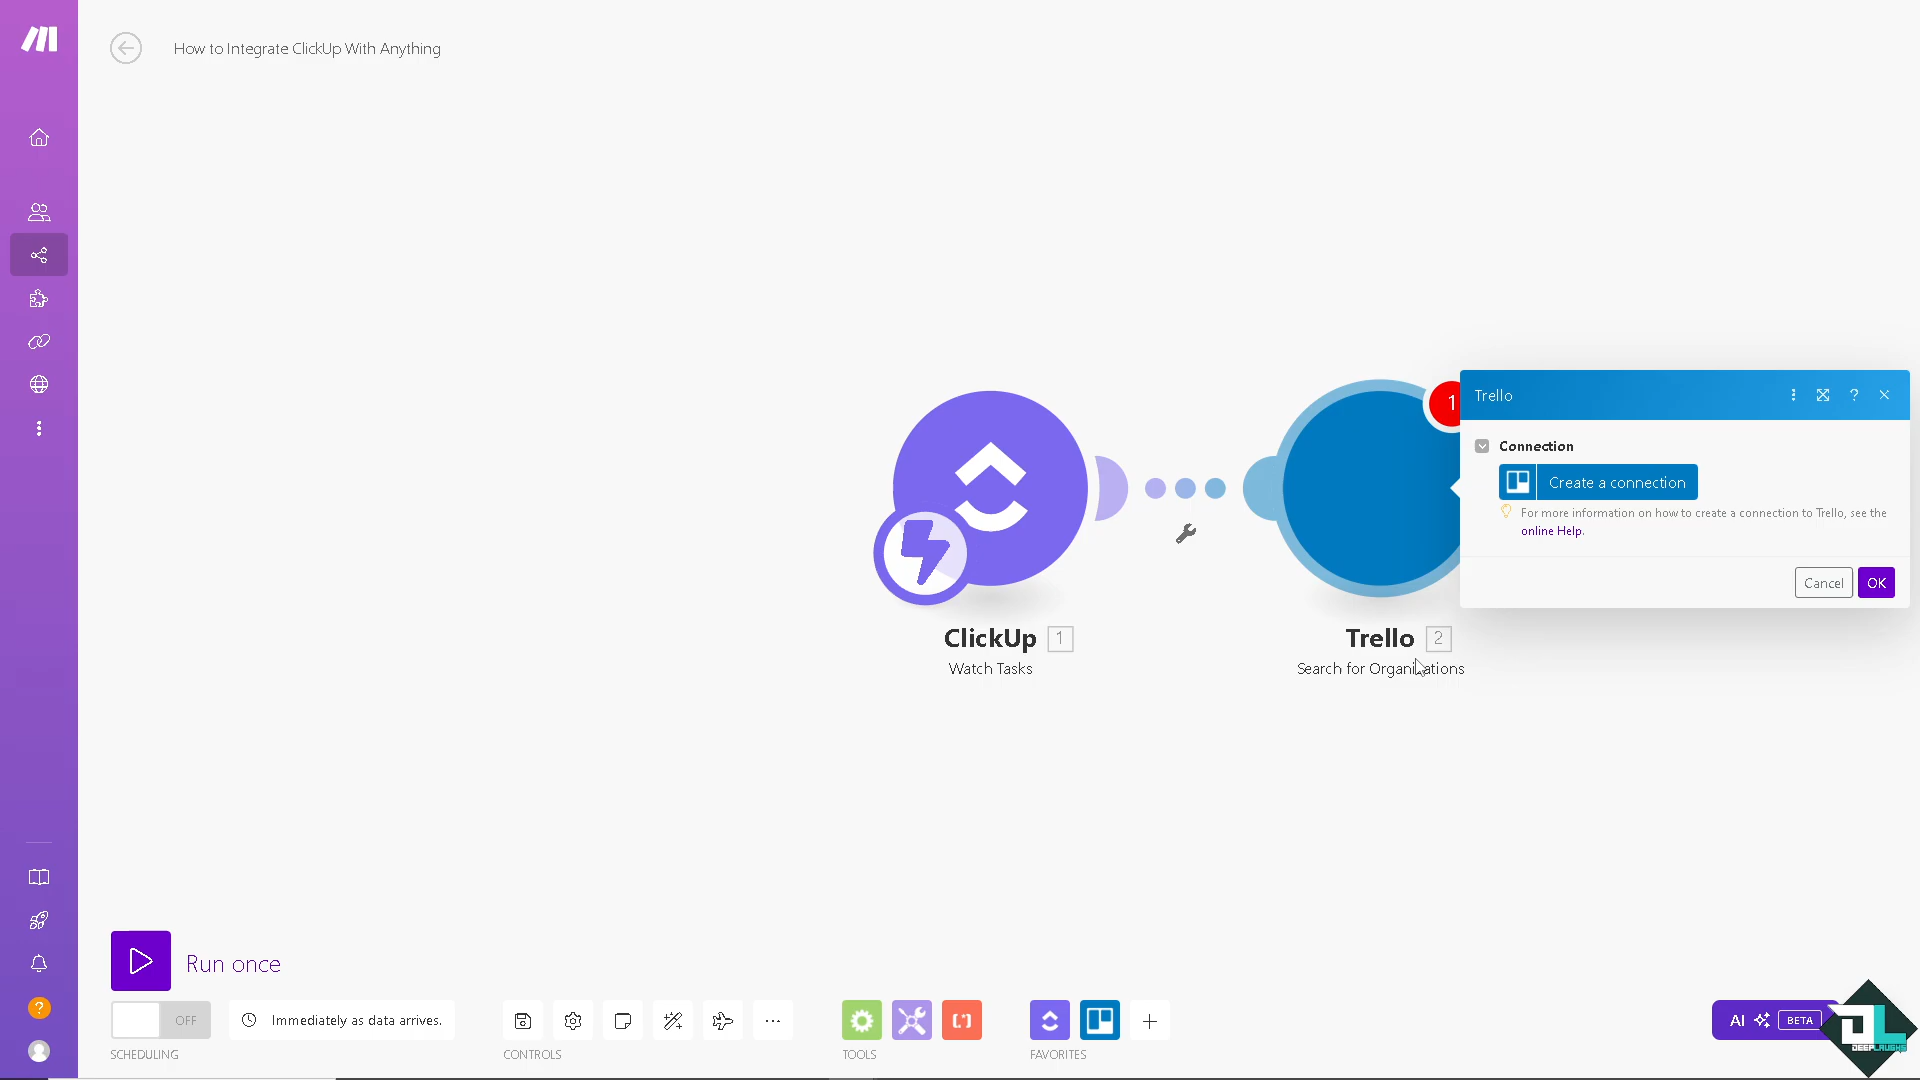 How to Integrate ClickUp With Anything
1
Trello
Connection
Create a connection
For more information on how to create a connection to Trello, see the
online Help.
Cancel
OK
ClickUp 1
Watch Tasks
Trello 2
Search for Organizations
Run once
OFF
Immediately as data arrives.
SCHEDULING
CONTROLS
TOOLS
FAVORITES
AI
BETA
DL
DEEPLAUGHS